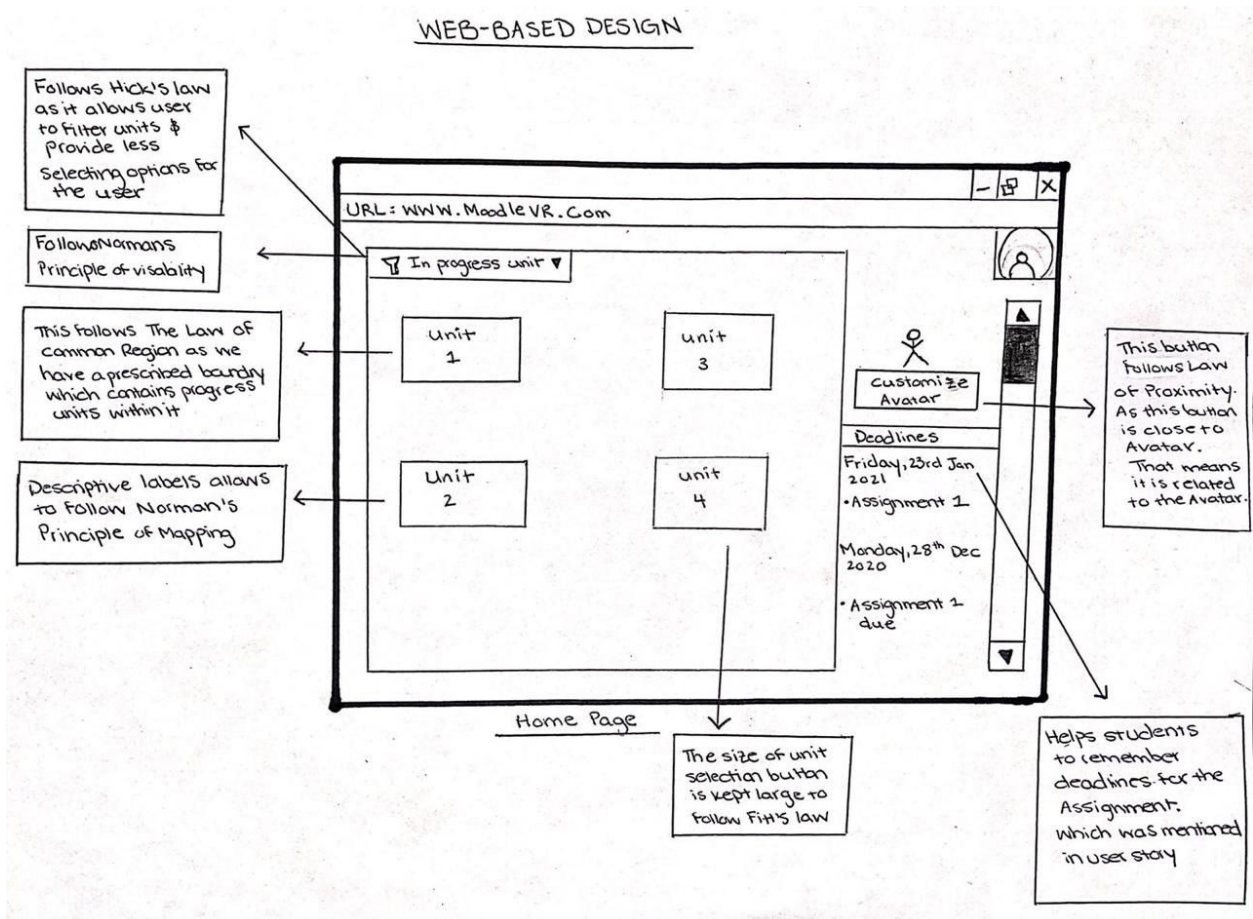 WEB-BASED DESIGN
Follows Hick's law
as it allows user
to filter units &
Provide less
Selecting options for
the user
Follows Normans
Principle of visability
This follows The Law of
common Region as we
have a prescribed boundry
which contains progress
units within it
Descriptive labels allows
to follow Norman's
Principle of Mapping
URL: WWW.MoodleVR.Com
In progress unit
Unit
1
unit
3
Unit
2
unit
4
Customize
Avatar
Deadlines
Friday, 23rd Jan
2021
• Assignment 1
Monday, 28th Dec
2020
• Assignment 1
due
This button
follows Law
of Proximity.
As this button
is close to
Avatar.
That means
it is related
to the Avatar.
Home Page
The size of unit
selection button
is kept large to
follow Fitt's law
Helps students
to remember
deadlines for the
Assignment.
which was mentioned
in user story